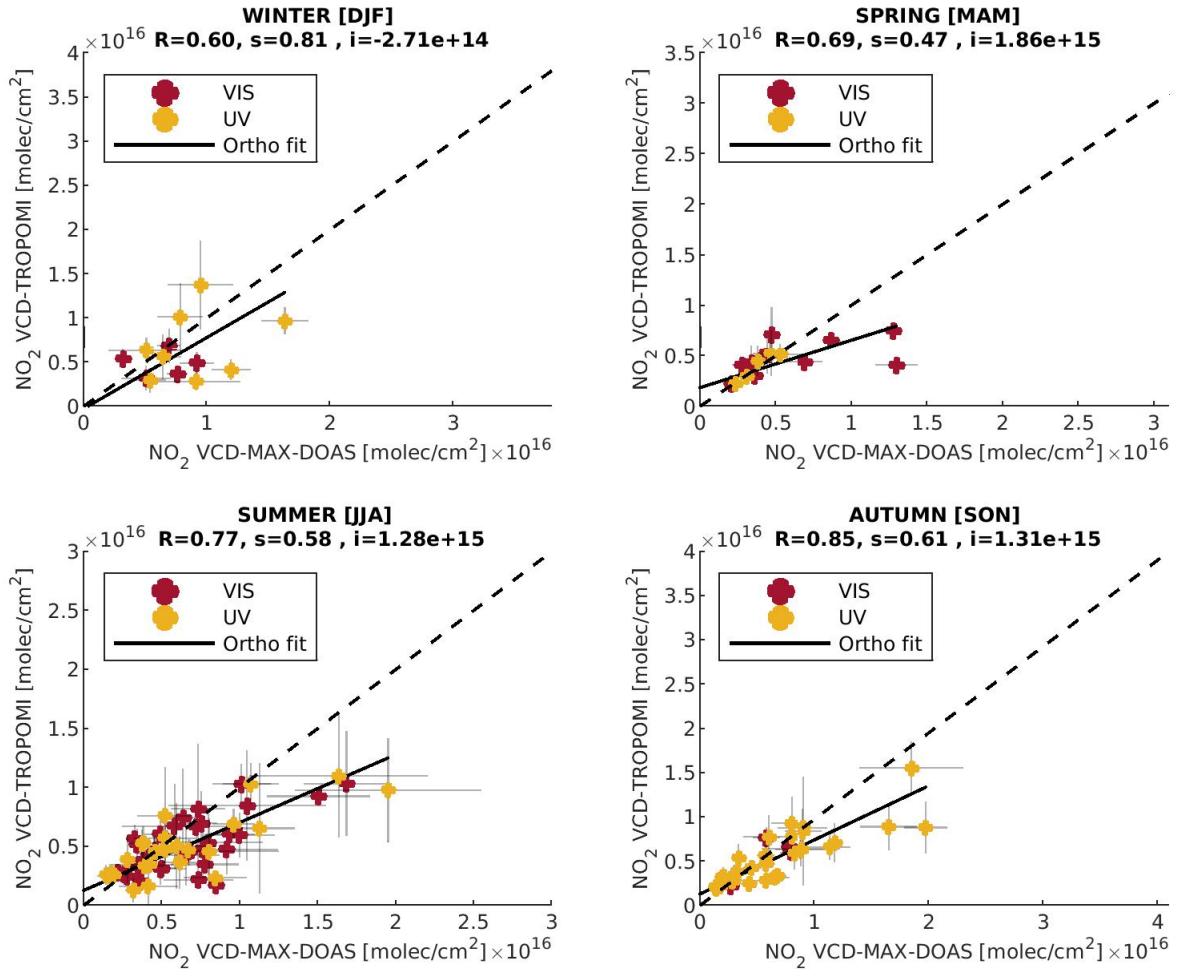 WINTER [DJF]
R=0.60, s=0.81 , i=-2.71e+14
×10^16
4
3.5
3
2.5
2
1.5
1
0.5
0
NO2 VCD-TROPOMI [molec/cm2]
VIS
UV
Ortho fit
0 1 2 3
NO2 VCD-MAX-DOAS [molec/cm2]×10^16
SPRING [MAM]
R=0.69, s=0.47 , i=1.86e+15
×10^16
3.5
3
2.5
2
1.5
1
0.5
0
NO2 VCD-TROPOMI [molec/cm2]
VIS
UV
Ortho fit
0 0.5 1 1.5 2 2.5 3
NO2 VCD-MAX-DOAS [molec/cm2]×10^16
SUMMER [JJA]
R=0.77, s=0.58 , i=1.28e+15
×10^16
3
2.5
2
1.5
1
0.5
0
NO2 VCD-TROPOMI [molec/cm2]
VIS
UV
Ortho fit
0 0.5 1 1.5 2 2.5 3
NO2 VCD-MAX-DOAS [molec/cm2]×10^16
AUTUMN [SON]
R=0.85, s=0.61 , i=1.31e+15
×10^16
4
3.5
3
2.5
2
1.5
1
0.5
0
NO2 VCD-TROPOMI [molec/cm2]
VIS
UV
Ortho fit
0 1 2 3 4
NO2 VCD-MAX-DOAS [molec/cm2]×10^16